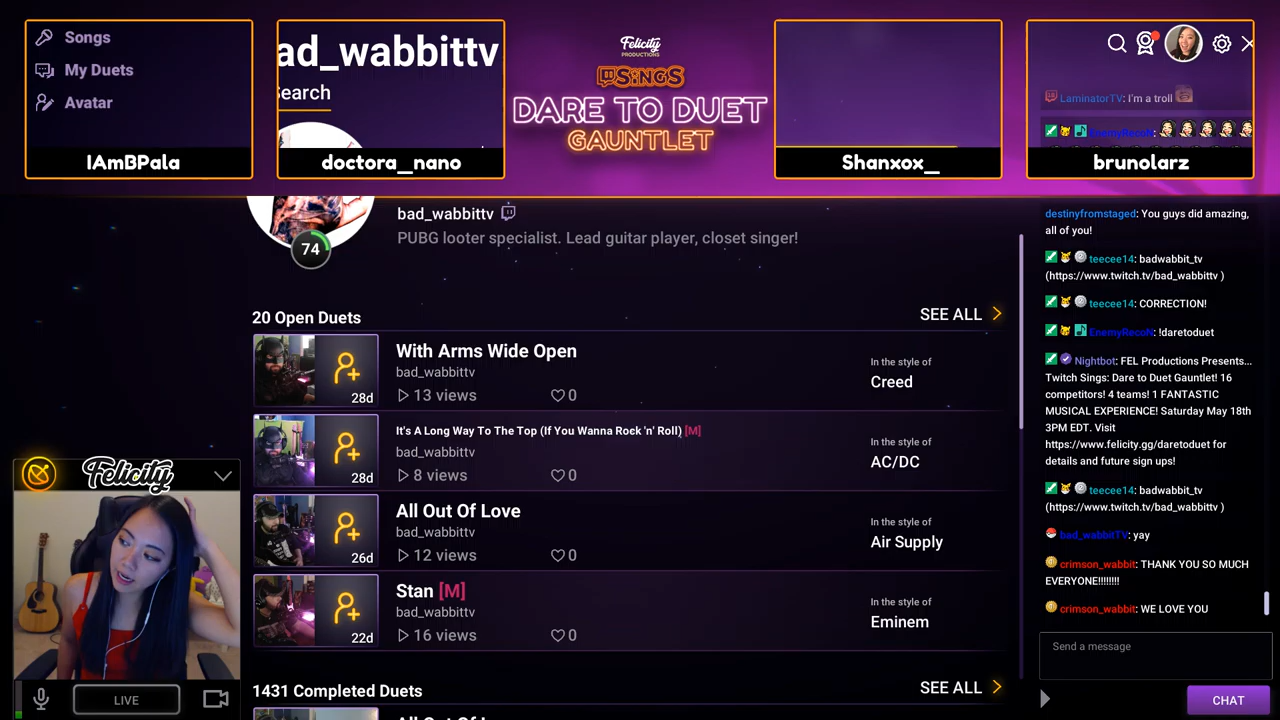 Songs
My Duets
Avatar
IAmBPala
ad_wabbittv
Search
doctora_nano
Felicity
PRODUCTIONS
SINGS
DARE TO DUET
GAUNTLET
Shanxox_
LaminatorTV: I'm a troll
EnemyRecoN:
brunolarz
bad_wabbittv
PUBG looter specialist. Lead guitar player, closet singer!
74
20 Open Duets
SEE ALL
With Arms Wide Open
bad_wabbittv
13 views
0
28d
In the style of
Creed
It's A Long Way To The Top (If You Wanna Rock 'n' Roll) [M]
bad_wabbittv
8 views
0
28d
In the style of
AC/DC
All Out Of Love
bad_wabbittv
12 views
0
26d
In the style of
Air Supply
Stan [M]
bad_wabbittv
16 views
0
22d
In the style of
Eminem
1431 Completed Duets
SEE ALL
Felicity
LIVE
destinyfromstaged: You guys did amazing,
all of you!
teecee14: badwabbit_tv
(https://www.twitch.tv/bad_wabbittv )
teecee14: CORRECTION!
EnemyRecoN: !daretoduet
Nightbot: FEL Productions Presents...
Twitch Sings: Dare to Duet Gauntlet! 16
competitors! 4 teams! 1 FANTASTIC
MUSICAL EXPERIENCE! Saturday May 18th
3PM EDT. Visit
https://www.felicity.gg/daretoduet for
details and future sign ups!
teecee14: badwabbit_tv
(https://www.twitch.tv/bad_wabbittv )
bad_wabbitTV: yay
crimson_wabbit: THANK YOU SO MUCH
EVERYONE!!!!!!!!
crimson_wabbit: WE LOVE YOU
Send a message
CHAT